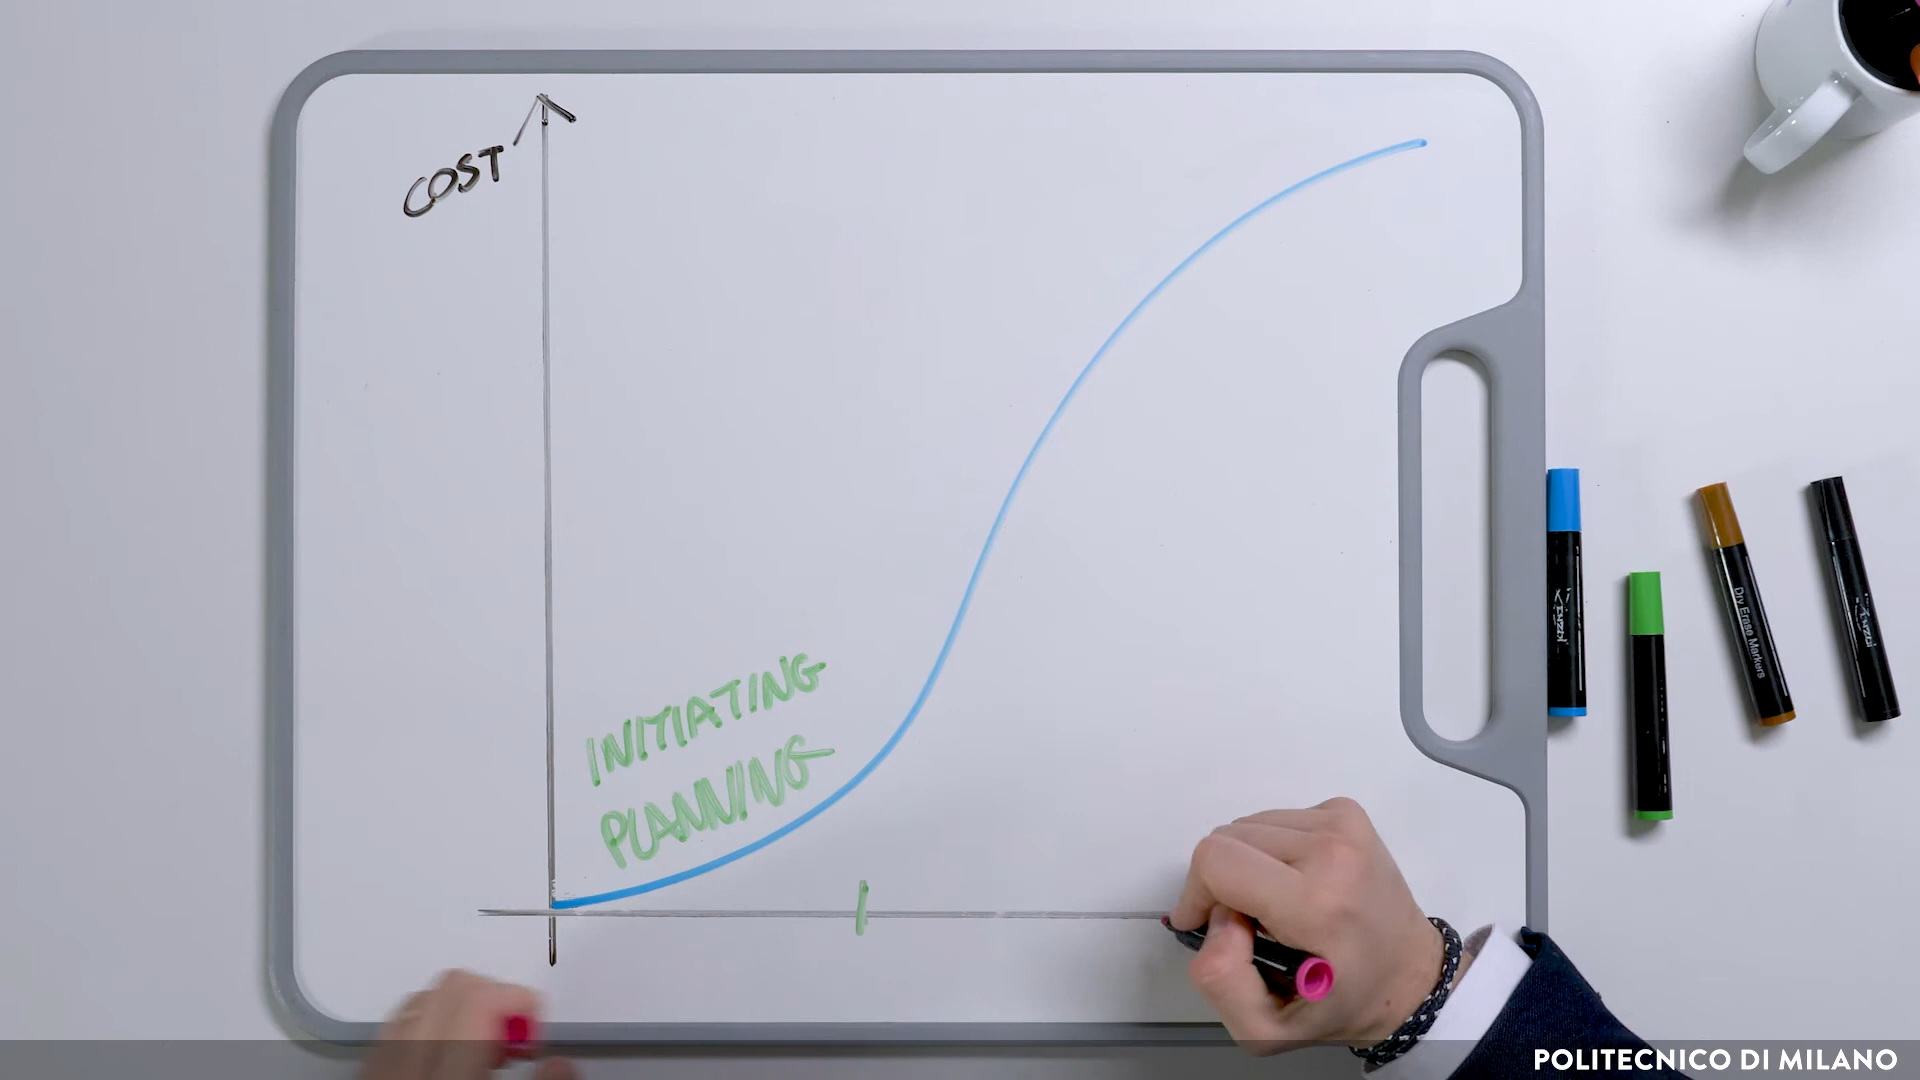 COST
INITIATING
PLANNING
Dry Erase Markers
POLITECNICO DI MILANO